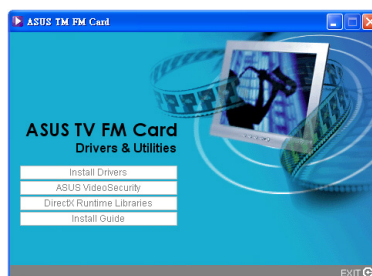 ASUS TM FM Card
ASUS TV FM Card
Drivers & Utilities
Install Drivers
ASUS VideoSecurity
DirectX Runtime Libraries
Install Guide
EXIT